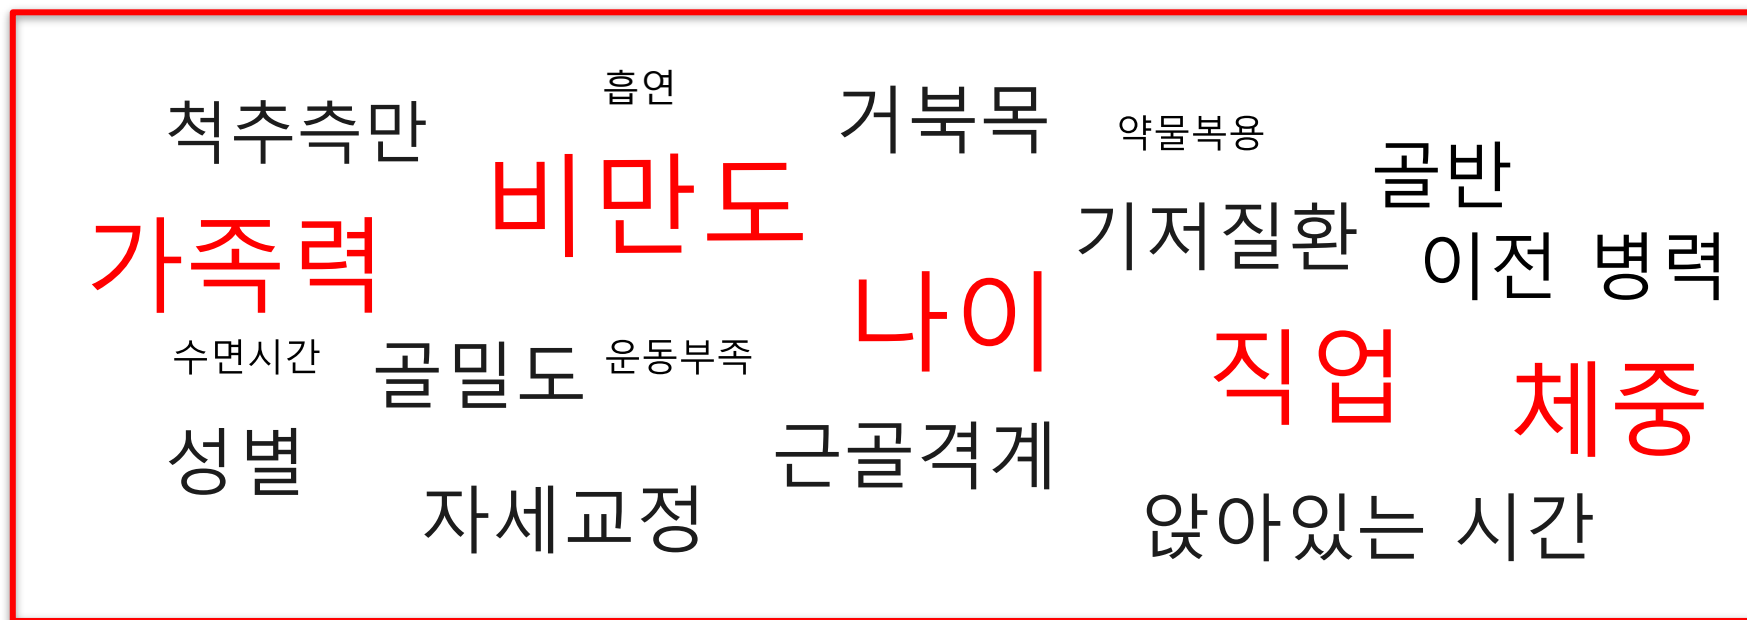 흡연
척추측만
거북목
약물복용
골반
비만도
가족력
기저질환
이전 병력
나이
수면시간
골밀도
운동부족
직업
체중
성별
근골격계
자세교정
앉아있는 시간